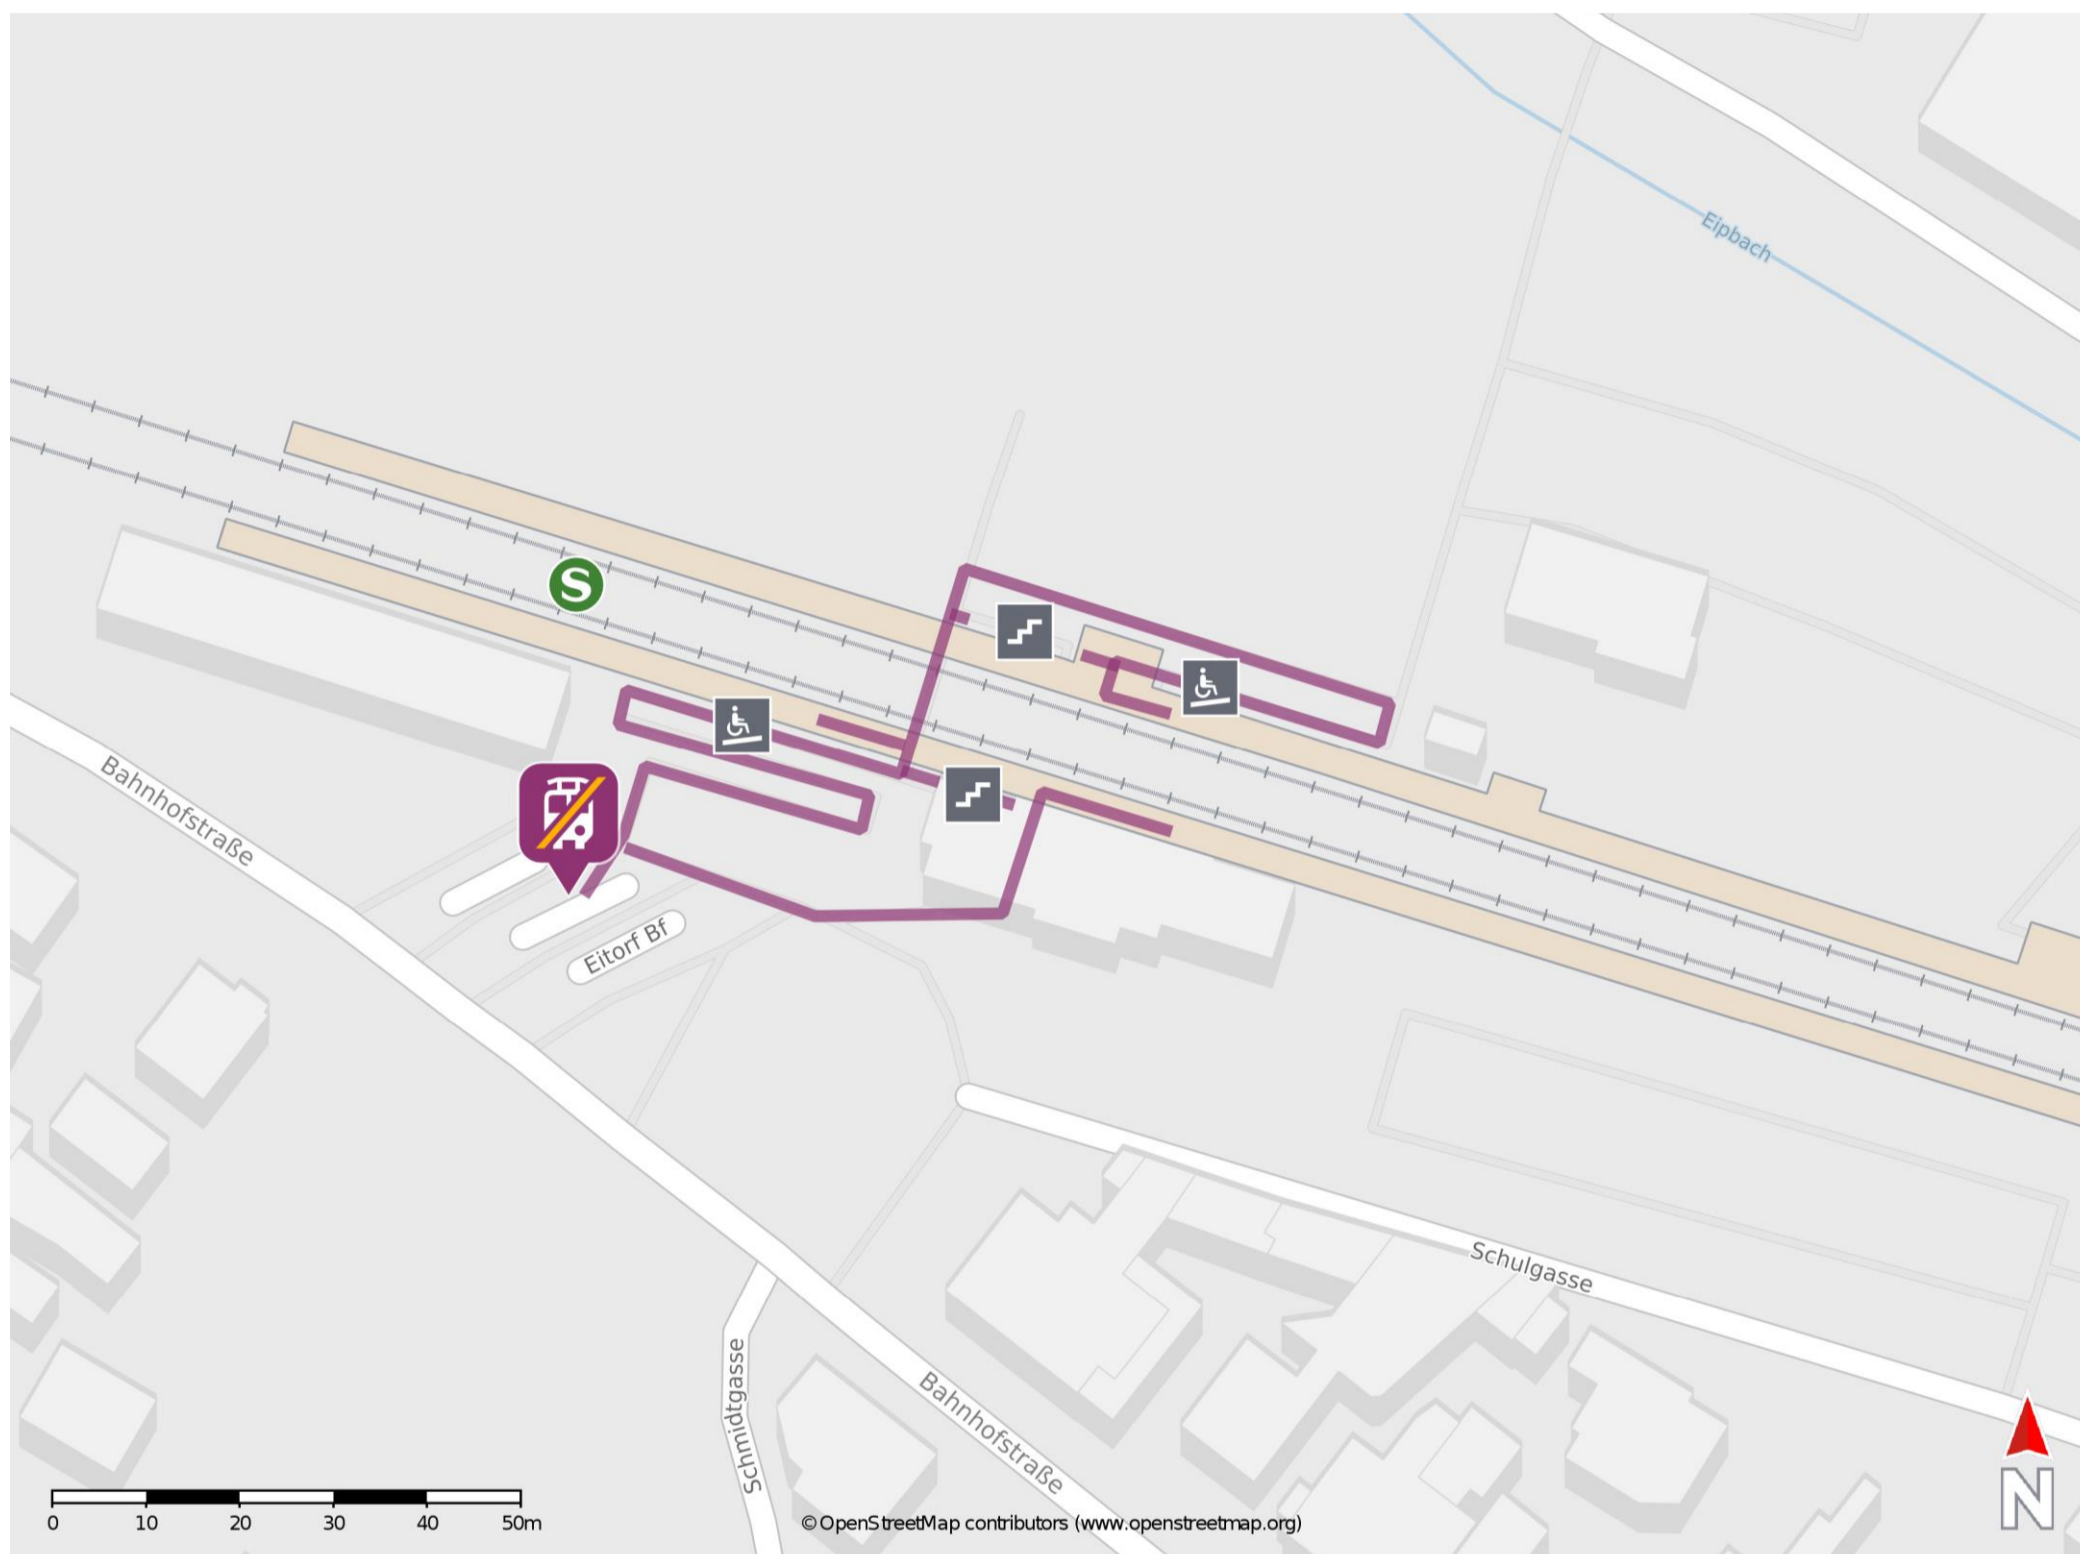 Eipbach
S
Bahnhofstraße
Eitorf Bf
Schulgasse
Schmidtgasse
Bahnhofstraße
N
0 10 20 30 40 50m
©OpenStreetMap contributors (www.openstreetmap.org)